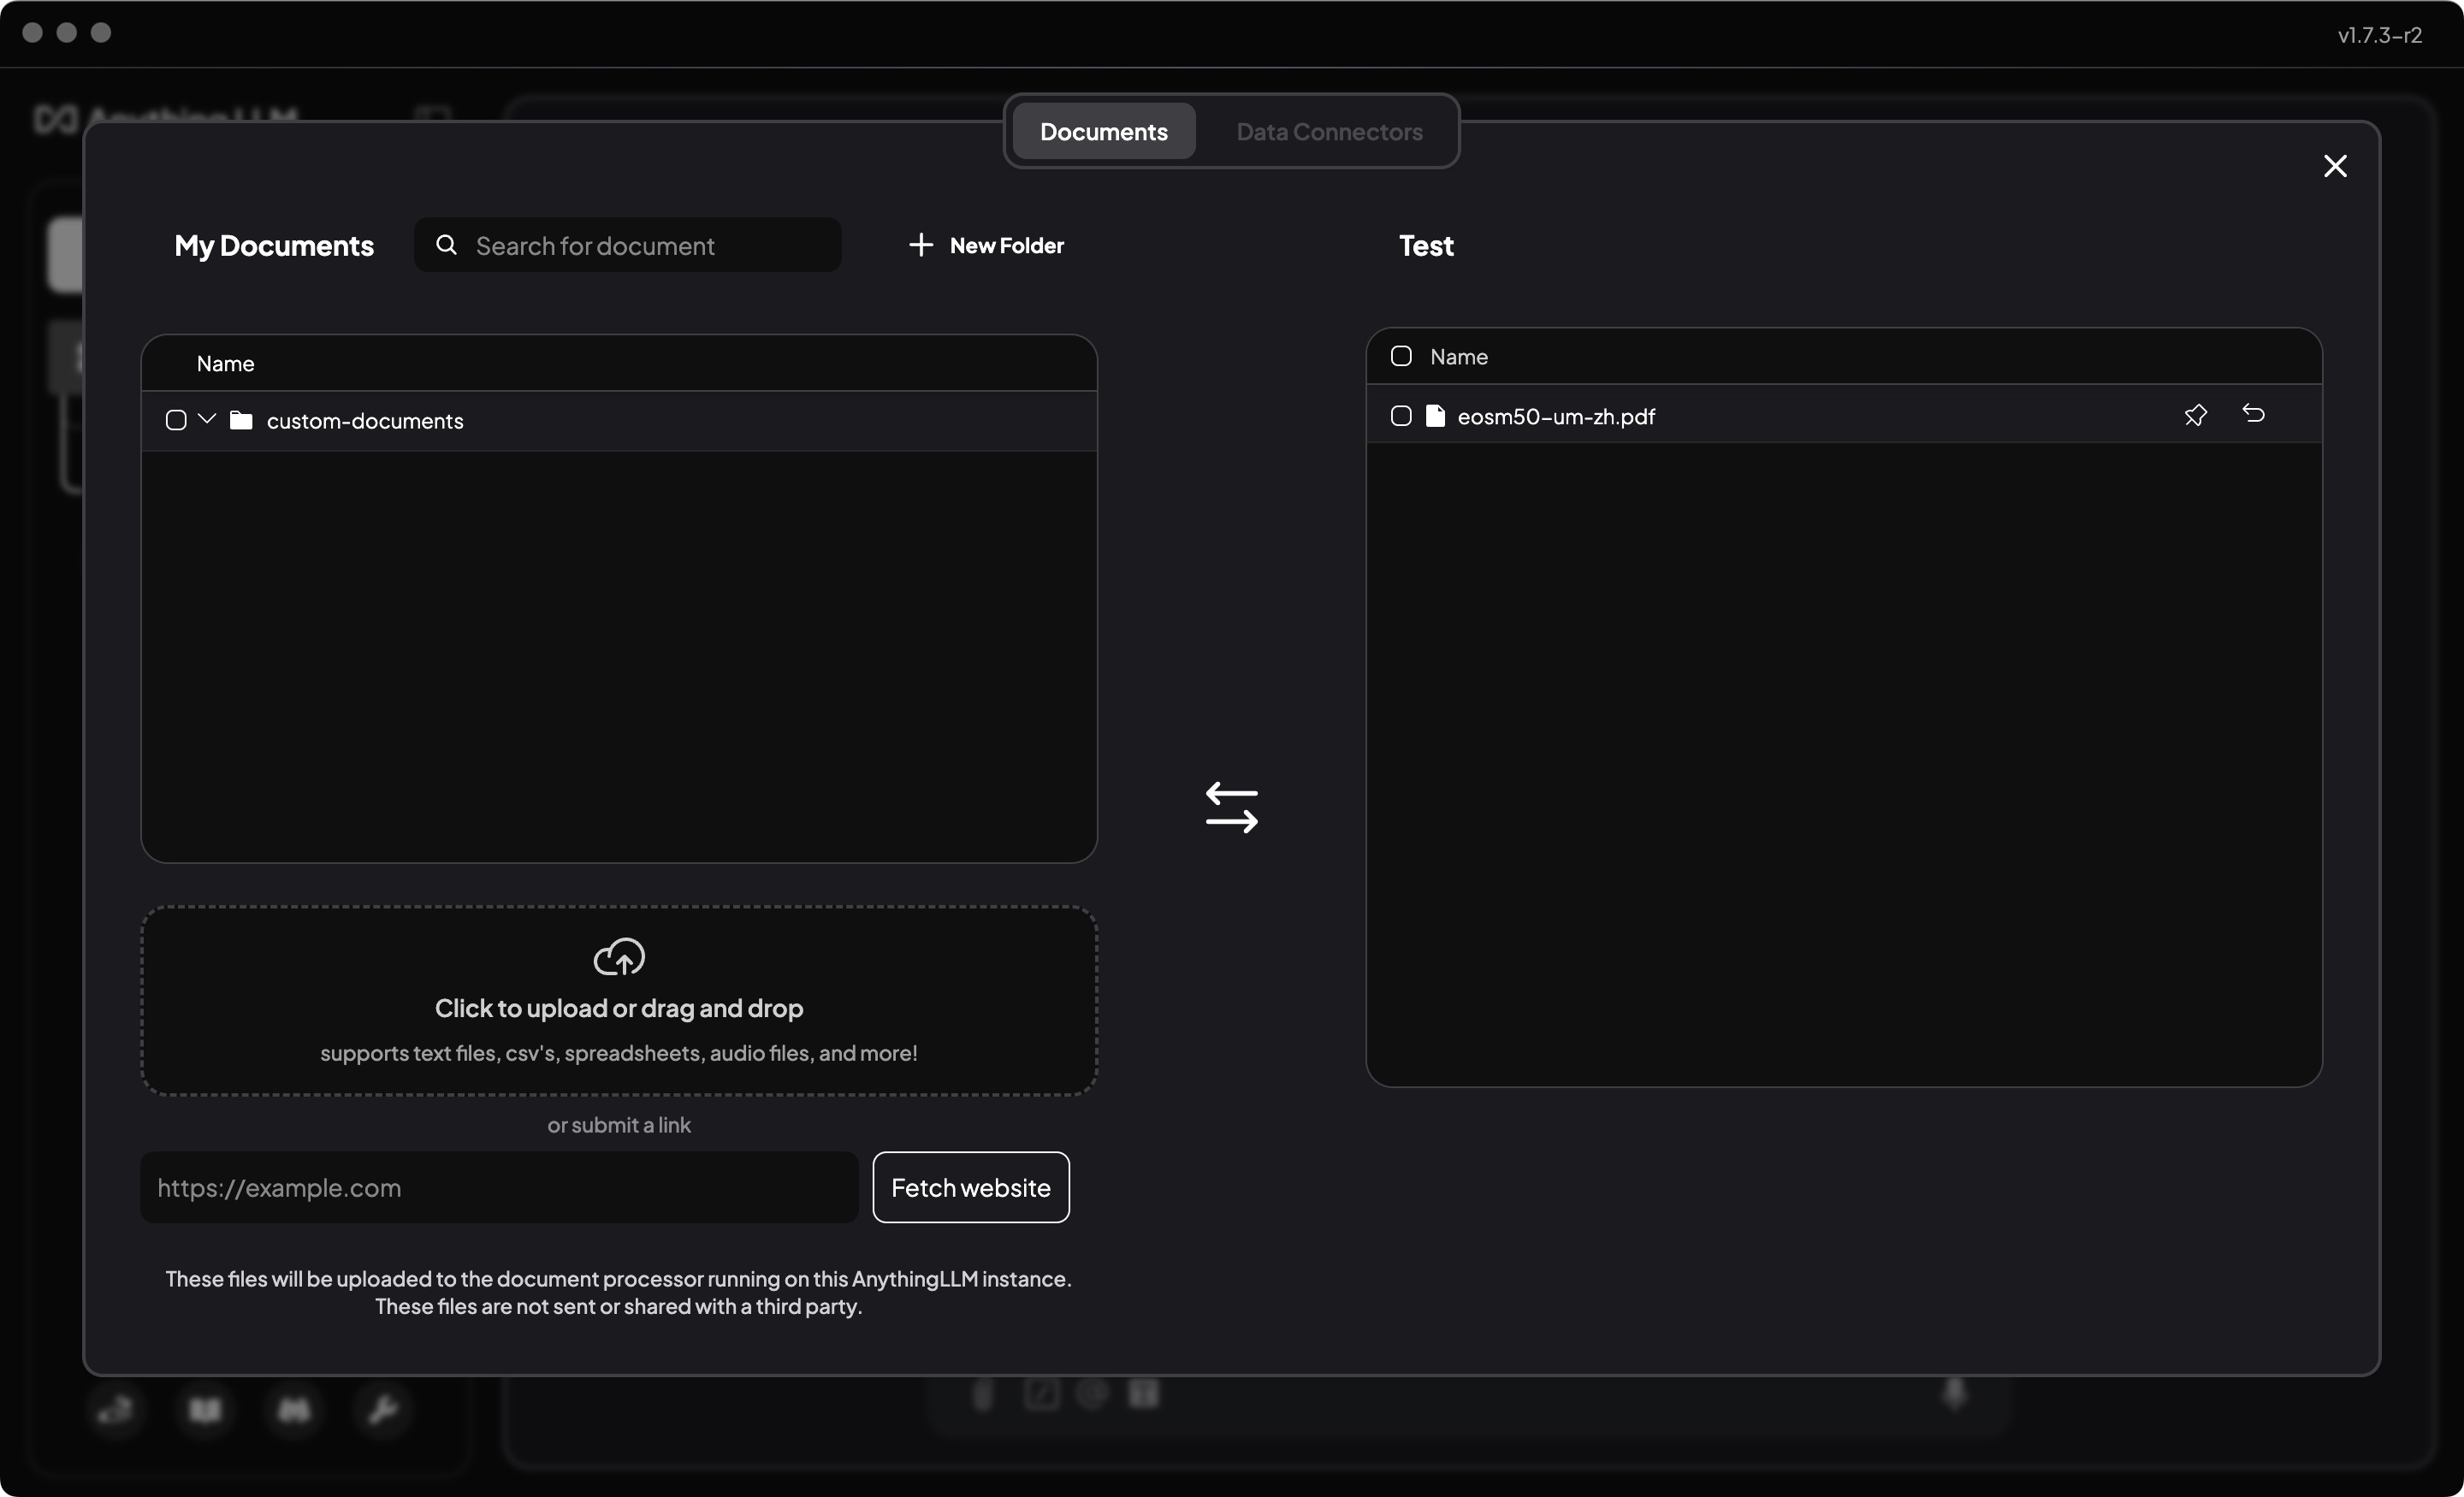 v1.7.3-r2
AnythingLLM
Documents
Data Connectors
My Documents
Search for document
New Folder
Test
Name
custom-documents
Name
eosm50-um-zh.pdf
Click to upload or drag and drop
supports text files, csv's, spreadsheets, audio files, and more!
or submit a link
https://example.com
Fetch website
These files will be uploaded to the document processor running on this AnythingLLM instance.
These files are not sent or shared with a third party.